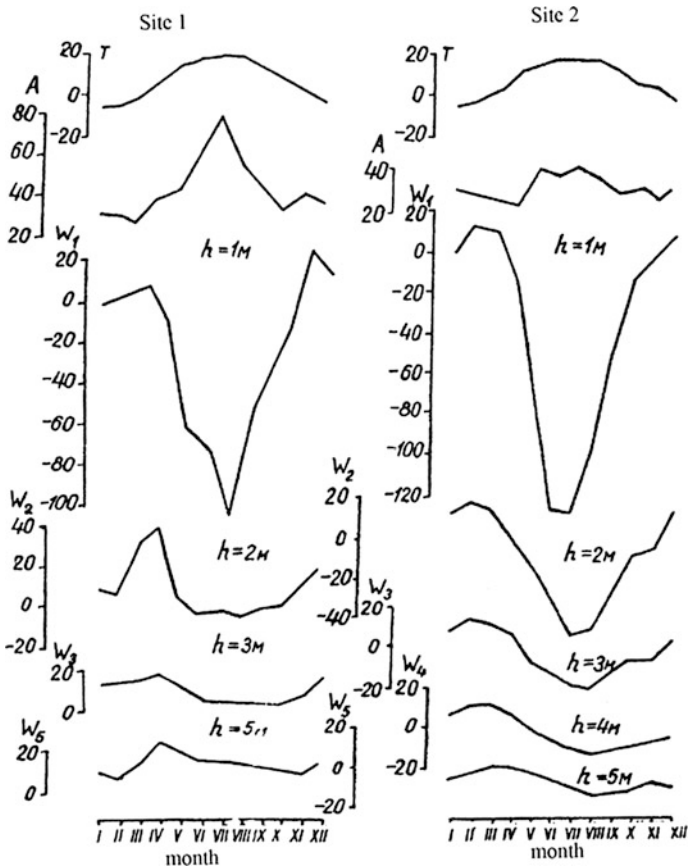 Site 1
Site 2
T
20
0
-20
A
80
60
40
20
W₁
h=1м
20
0
-20
-40
-60
-80
-100
W₂
h=2м
40
20
0
-20
h=3м
W₃
20
0
W₅
20
0
I II III IV V VI VII VIII IX X XI XII
month
T
20
0
-20
A
40
20
W₁
h=1м
20
0
-20
-40
-60
-80
-100
-120
W₂
h=2м
20
0
-20
-40
W₃
h=3м
20
0
-20
W₄
h=4м
20
0
-20
W₅
h=5м
20
0
-20
I II III IV V VI VII VIII IX X XI XII
month